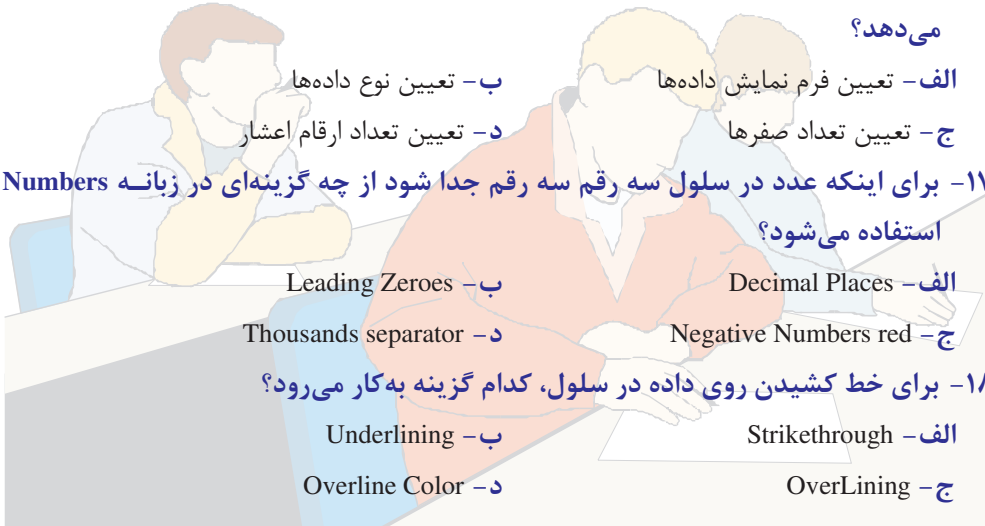 می‌دهد؟
الف- تعیین فرم نمایش داده‌ها ب- تعیین نوع داده‌ها
ج- تعیین تعداد صفرها د- تعیین تعداد ارقام اعشار
۱۷- برای اینکه عدد در سلول سه رقم سه رقم جدا شود از چه گزینه‌ای در زبانه Numbers
استفاده می‌شود؟
الف- Decimal Places ب- Leading Zeroes
ج- Negative Numbers red د- Thousands separator
۱۸- برای خط کشیدن روی داده در سلول، کدام گزینه به‌کار می‌رود؟
الف- Strikethrough ب- Underlining
ج- OverLining د- Overline Color